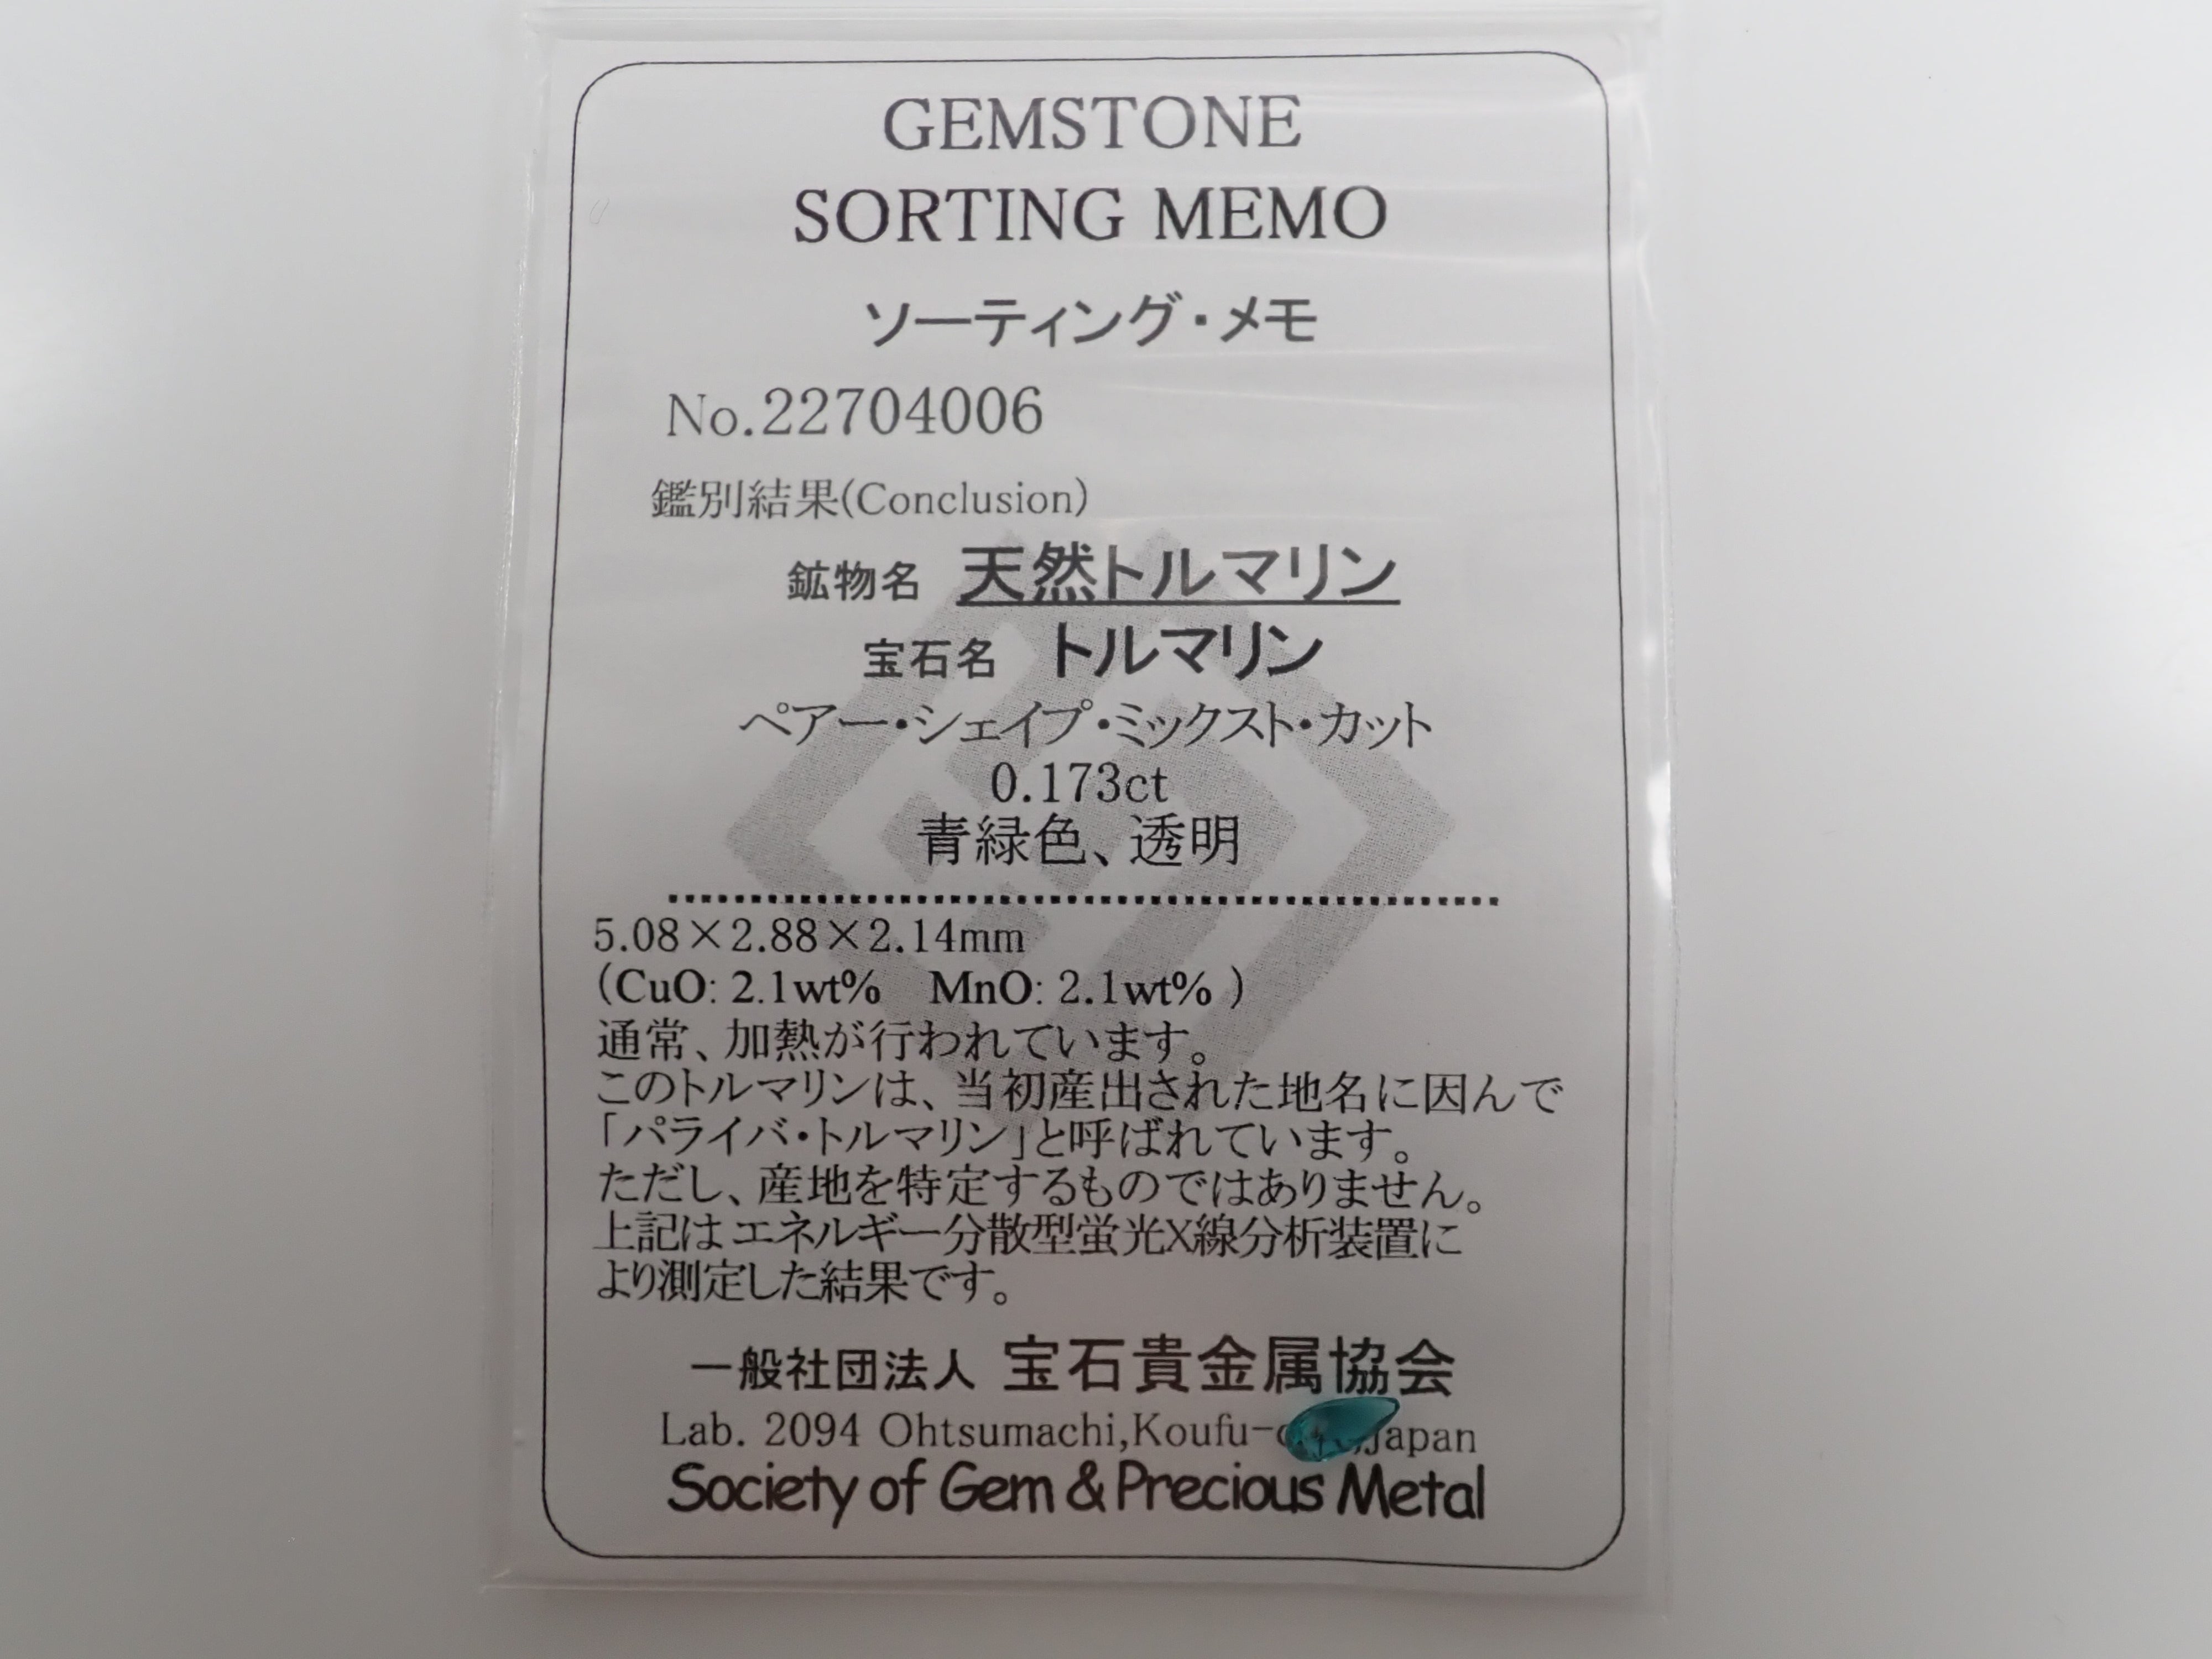 GEMSTONE
SORTING MEMO
ソーティング・メモ
No.22704006
鑑別結果(Conclusion)
鉱物名 天然トルマリン
宝石名 トルマリン
ペアー・シェイプ・ミックスト・カット
0.173ct
青緑色、透明
5.08×2.88×2.14mm
(CuO: 2.1wt% MnO: 2.1wt% )
通常、加熱が行われています。
このトルマリンは、当初産出された地名に因んで
「パライバ・トルマリン」と呼ばれています。
ただし、産地を特定するものではありません。
上記はエネルギー分散型蛍光X線分析装置に
より測定した結果です。
一般社団法人 宝石貴金属協会
Lab. 2094 Ohtsumachi,Koufu- Japan
Society of Gem & Precious Metal